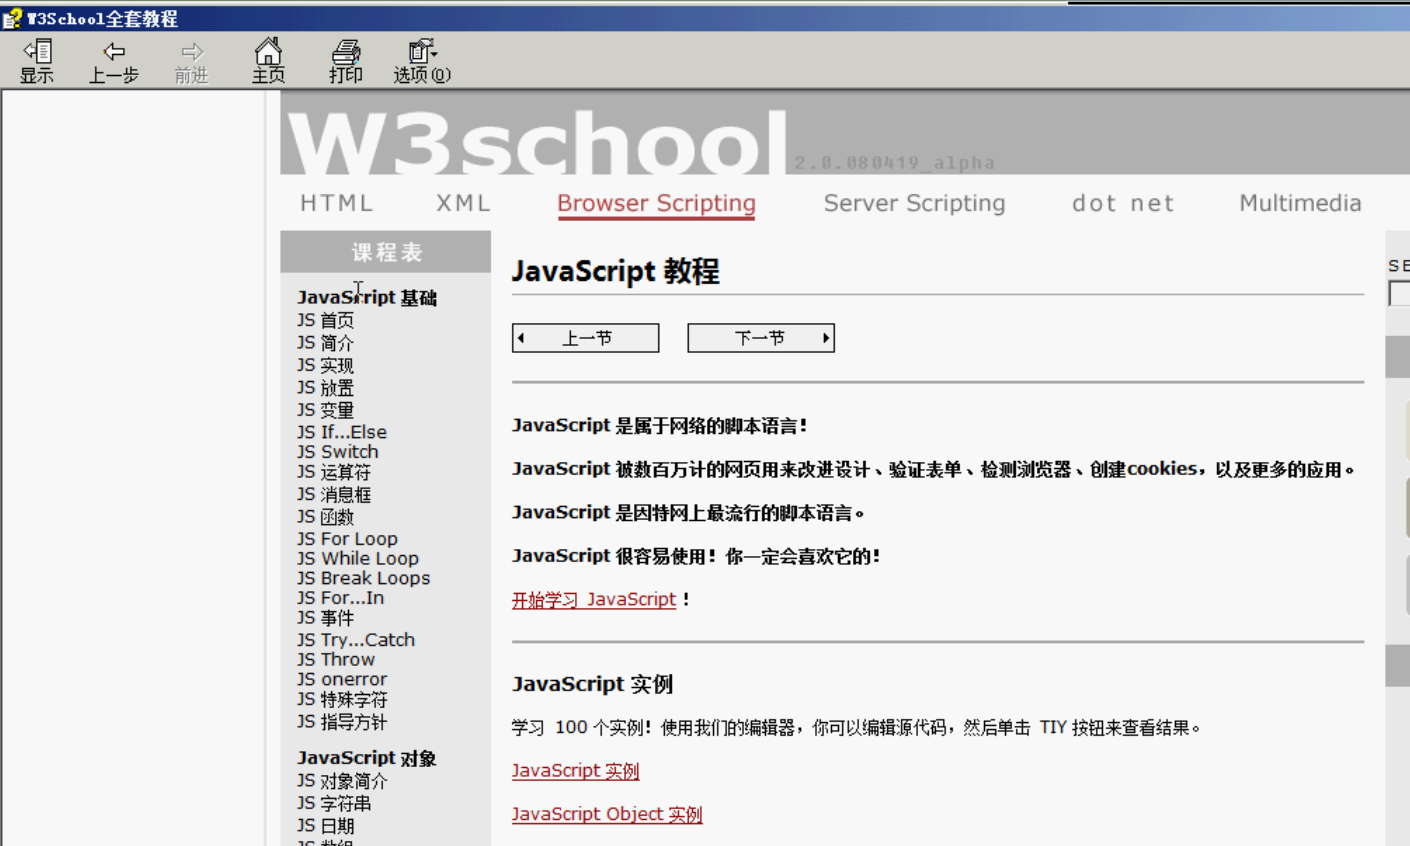 W3School全套教程
显示 上一步 前进 主页 打印 选项(O)
W3school 2.0.080419_alpha
HTML XML Browser Scripting Server Scripting dot net Multimedia
课程表
JavaScript 基础
JS 首页
JS 简介
JS 实现
JS 放置
JS 变量
JS If...Else
JS Switch
JS 运算符
JS 消息框
JS 函数
JS For Loop
JS While Loop
JS Break Loops
JS For...In
JS 事件
JS Try...Catch
JS Throw
JS onerror
JS 特殊字符
JS 指导方针
JavaScript 对象
JS 对象简介
JS 字符串
JS 日期
JavaScript 教程
上一节 下一节
JavaScript 是属于网络的脚本语言！
JavaScript 被数百万计的网页用来改进设计、验证表单、检测浏览器、创建cookies，以及更多的应用。
JavaScript 是因特网上最流行的脚本语言。
JavaScript 很容易使用！你一定会喜欢它的！
开始学习 JavaScript！
JavaScript 实例
学习 100 个实例！使用我们的编辑器，你可以编辑源代码，然后单击 TIY 按钮来查看结果。
JavaScript 实例
JavaScript Object 实例